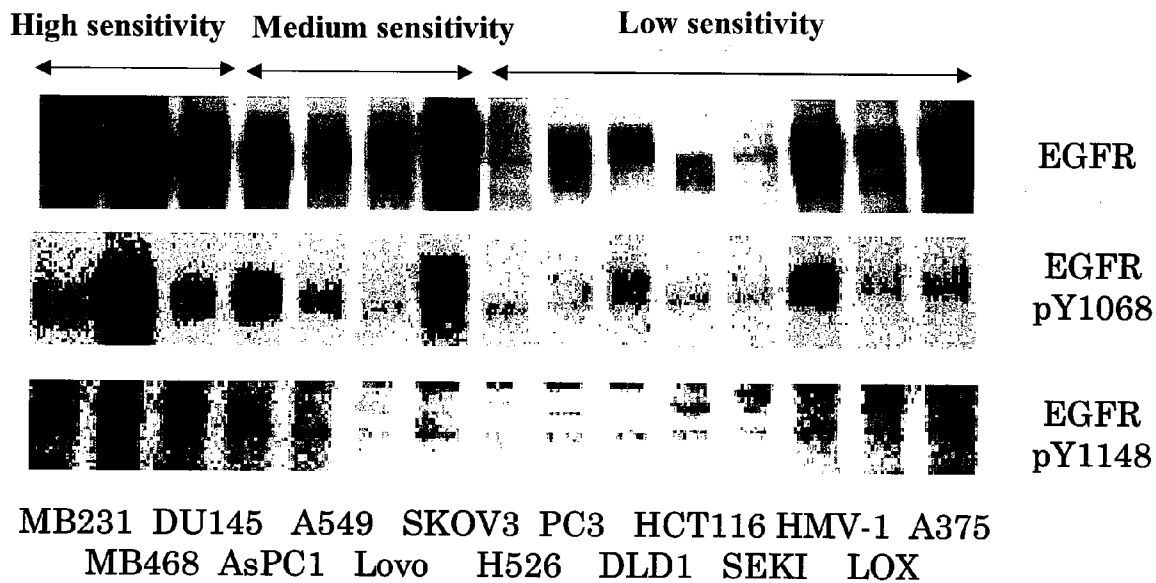 High sensitivity Medium sensitivity Low sensitivity
EGFR
EGFR
pY1068
EGFR
pY1148
MB231 DU145 A549 SKOV3 PC3 HCT116 HMV-1 A375
MB468 AsPC1 Lovo H526 DLD1 SEKI LOX